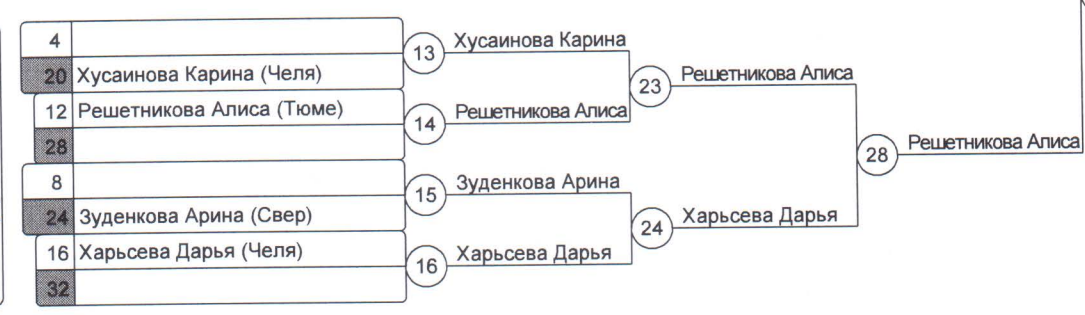 4
13
Хусаинова Карина
20 Хусаинова Карина (Челя)
23
Решетникова Алиса
12 Решетникова Алиса (Тюме)
14
Решетникова Алиса
28
28
Решетникова Алиса
8
15
Зуденкова Арина
24 Зуденкова Арина (Свер)
24
Харьсева Дарья
16 Харьсева Дарья (Челя)
16
Харьсева Дарья
32